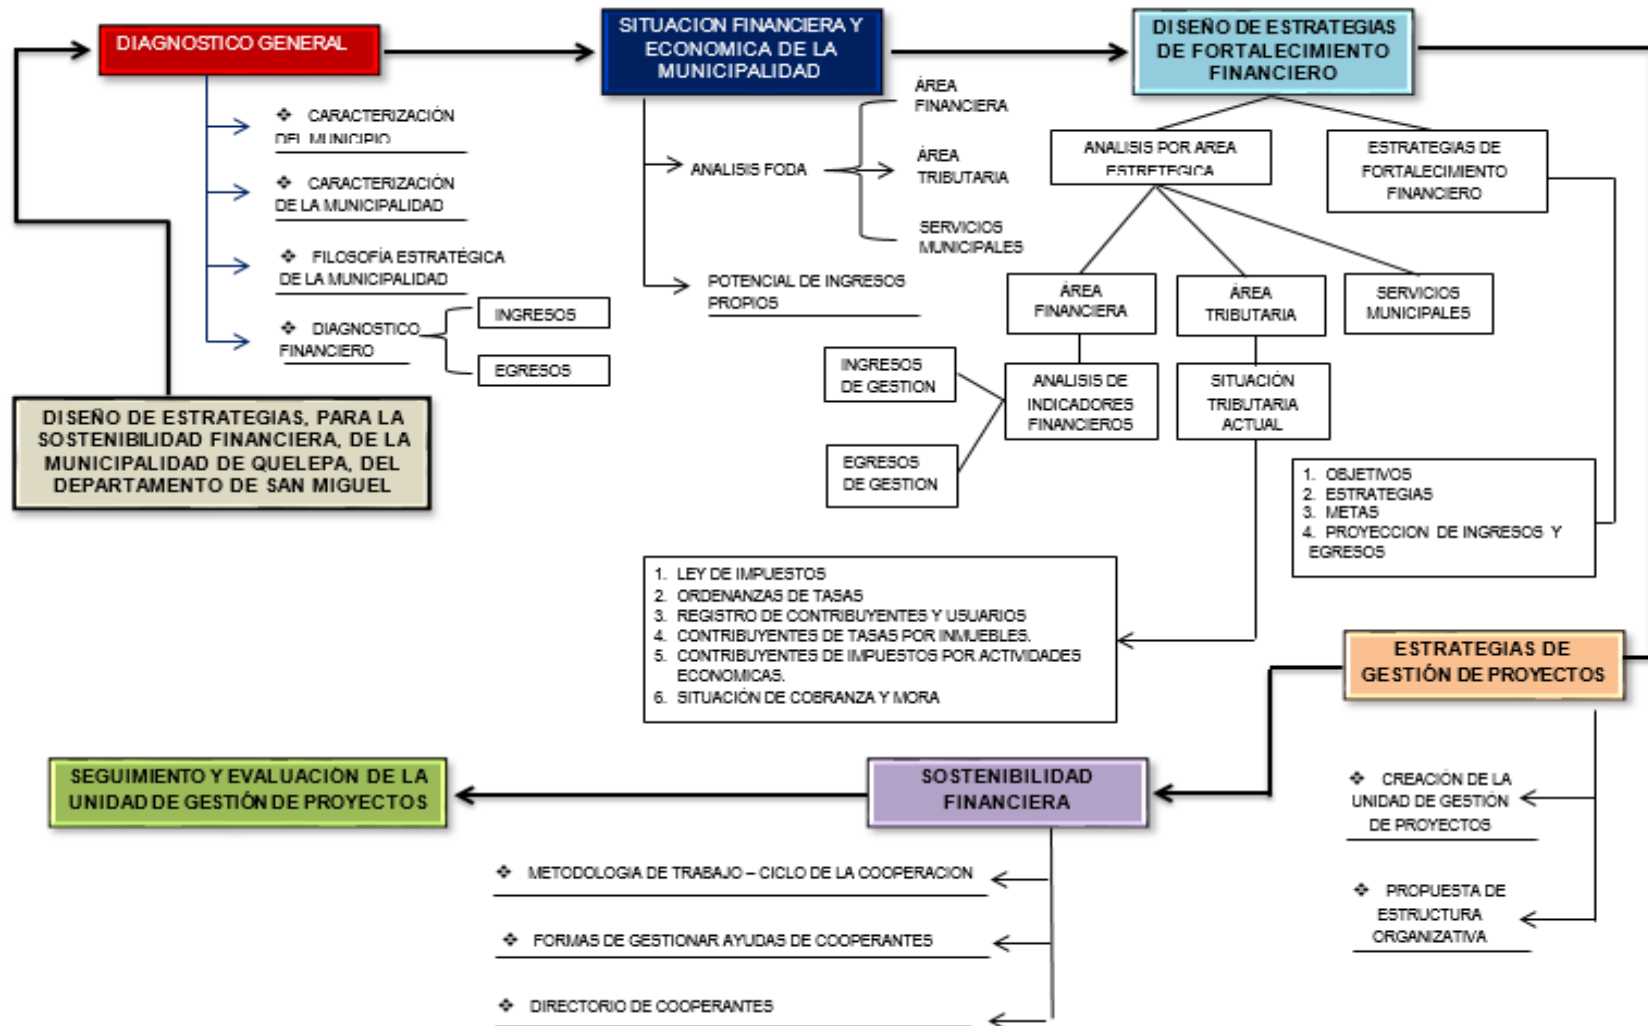 DIAGNOSTICO GENERAL
❖ CARACTERIZACIÓN
DEL MUNICIPIO
❖ CARACTERIZACIÓN
DE LA MUNICIPALIDAD
❖ FILOSOFÍA ESTRATÉGICA
DE LA MUNICIPALIDAD
❖ DIAGNOSTICO
FINANCIERO
INGRESOS
EGRESOS
DISEÑO DE ESTRATEGIAS, PARA LA
SOSTENIBILIDAD FINANCIERA, DE LA
MUNICIPALIDAD DE QUELEPA, DEL
DEPARTAMENTO DE SAN MIGUEL
SITUACION FINANCIERA Y
ECONOMICA DE LA
MUNICIPALIDAD
ANALISIS FODA
ÁREA
FINANCIERA
ÁREA
TRIBUTARIA
SERVICIOS
MUNICIPALES
POTENCIAL DE INGRESOS
PROPIOS
DISEÑO DE ESTRATEGIAS
DE FORTALECIMIENTO
FINANCIERO
ANALISIS POR AREA
ESTRETEGICA
ESTRATEGIAS DE
FORTALECIMIENTO
FINANCIERO
ÁREA
FINANCIERA
ÁREA
TRIBUTARIA
SERVICIOS
MUNICIPALES
INGRESOS
DE GESTION
EGRESOS
DE GESTION
ANALISIS DE
INDICADORES
FINANCIEROS
SITUACIÓN
TRIBUTARIA
ACTUAL
1. OBJETIVOS
2. ESTRATEGIAS
3. METAS
4. PROYECCION DE INGRESOS Y
EGRESOS
1. LEY DE IMPUESTOS
2. ORDENANZAS DE TASAS
3. REGISTRO DE CONTRIBUYENTES Y USUARIOS
4. CONTRIBUYENTES DE TASAS POR INMUEBLES.
5. CONTRIBUYENTES DE IMPUESTOS POR ACTIVIDADES
ECONOMICAS.
6. SITUACIÓN DE COBRANZA Y MORA
ESTRATEGIAS DE
GESTIÓN DE PROYECTOS
❖ CREACIÓN DE LA
UNIDAD DE GESTIÓN
DE PROYECTOS
❖ PROPUESTA DE
ESTRUCTURA
ORGANIZATIVA
SOSTENIBILIDAD
FINANCIERA
❖ METODOLOGIA DE TRABAJO – CICLO DE LA COOPERACION
❖ FORMAS DE GESTIONAR AYUDAS DE COOPERANTES
❖ DIRECTORIO DE COOPERANTES
SEGUIMIENTO Y EVALUACIÓN DE LA
UNIDAD DE GESTIÓN DE PROYECTOS